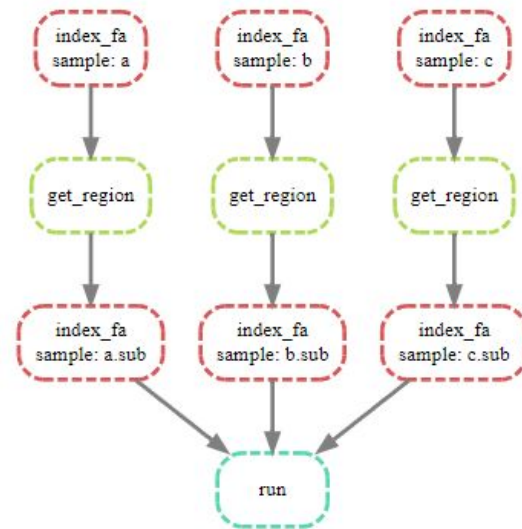 index_fa
sample: a
index_fa
sample: b
index_fa
sample: c
get_region
get_region
get_region
index_fa
sample: a.sub
index_fa
sample: b.sub
index_fa
sample: c.sub
run